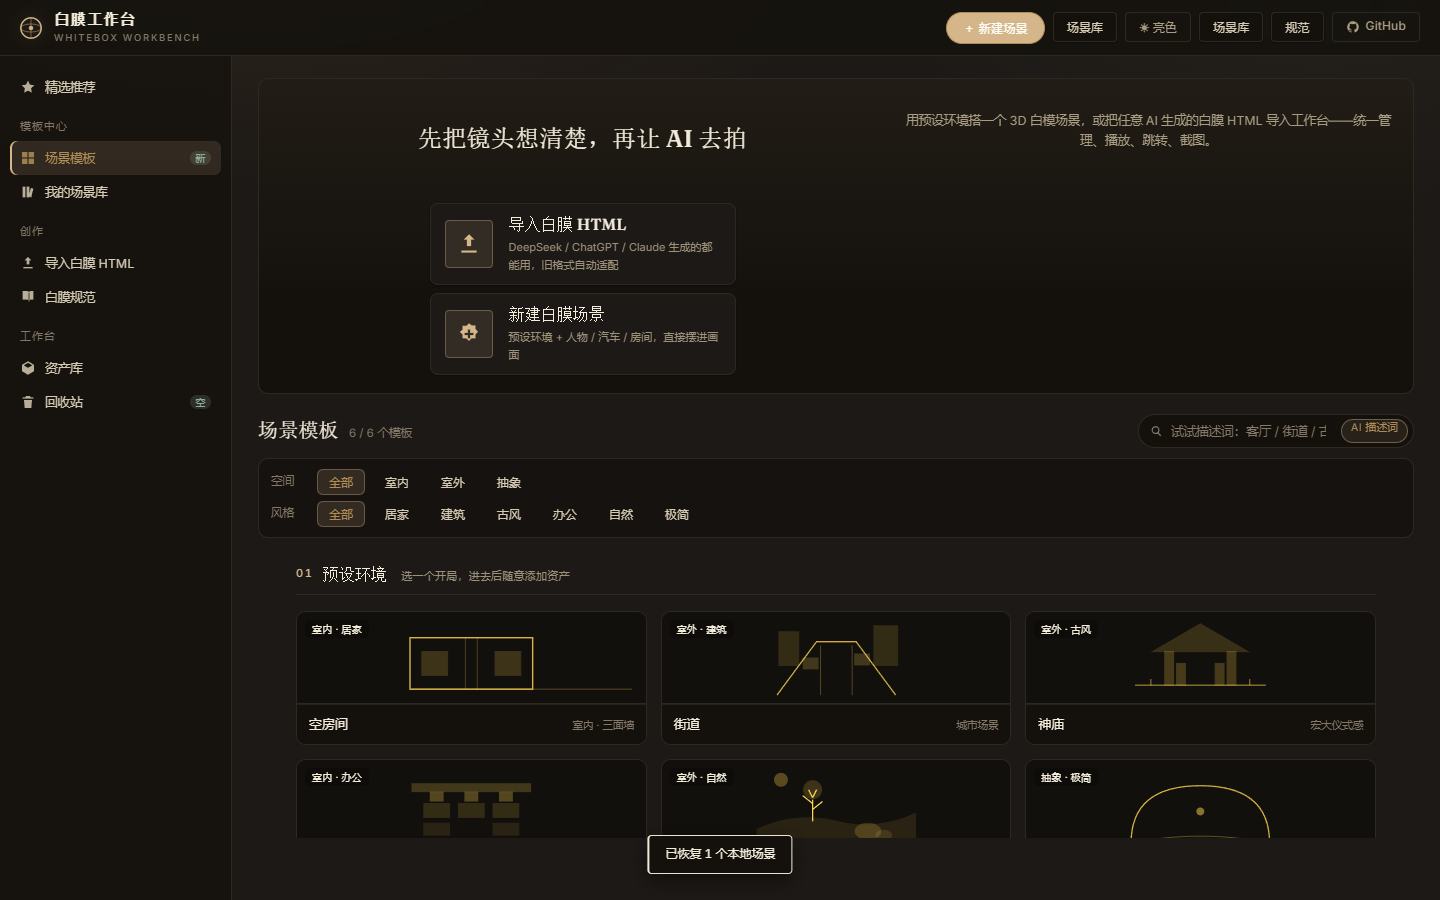 白膜工作台
WHITEBOX WORKBENCH
+ 新建场景
场景库
☀ 亮色
场景库
规范
GitHub
精选推荐
模板中心
场景模板
新
我的场景库
创作
导入白膜 HTML
白膜规范
工作台
资产库
回收站
空
先把镜头想清楚，再让 AI 去拍
用预设环境搭一个 3D 白模场景，或把任意 AI 生成的白膜 HTML 导入工作台——统一管
理、播放、跳转、截图。
导入白膜 HTML
DeepSeek / ChatGPT / Claude 生成的都
能用，旧格式自动适配
新建白膜场景
预设环境 + 人物 / 汽车 / 房间，直接摆进画
面
场景模板
6 / 6 个模板
试试描述词：客厅 / 街道 / 古
AI 描述词
空间
全部
室内
室外
抽象
风格
全部
居家
建筑
古风
办公
自然
极简
01
预设环境
选一个开局，进去后随意添加资产
室内 · 居家
空房间
室内 · 三面墙
室外 · 建筑
街道
城市场景
室外 · 古风
神庙
宏大仪式感
室内 · 办公
室外 · 自然
抽象 · 极简
已恢复 1 个本地场景